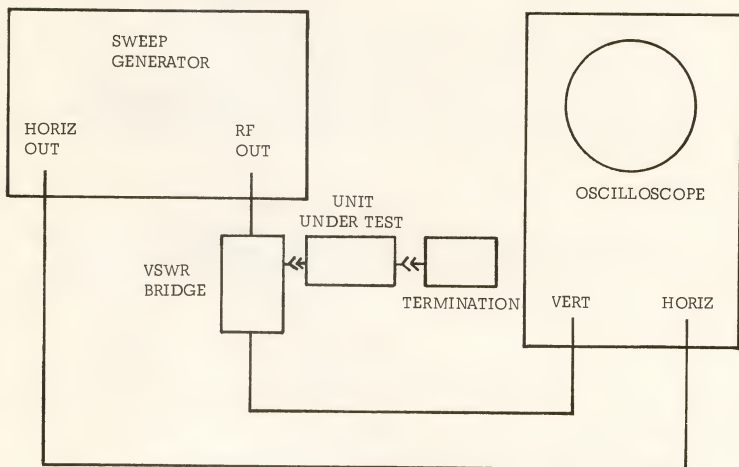 SWEEP
GENERATOR
HORIZ
OUT
RF
OUT
OSCILLOSCOPE
UNIT
UNDER TEST
VSWR
BRIDGE
TERMINATION
VERT
HORIZ